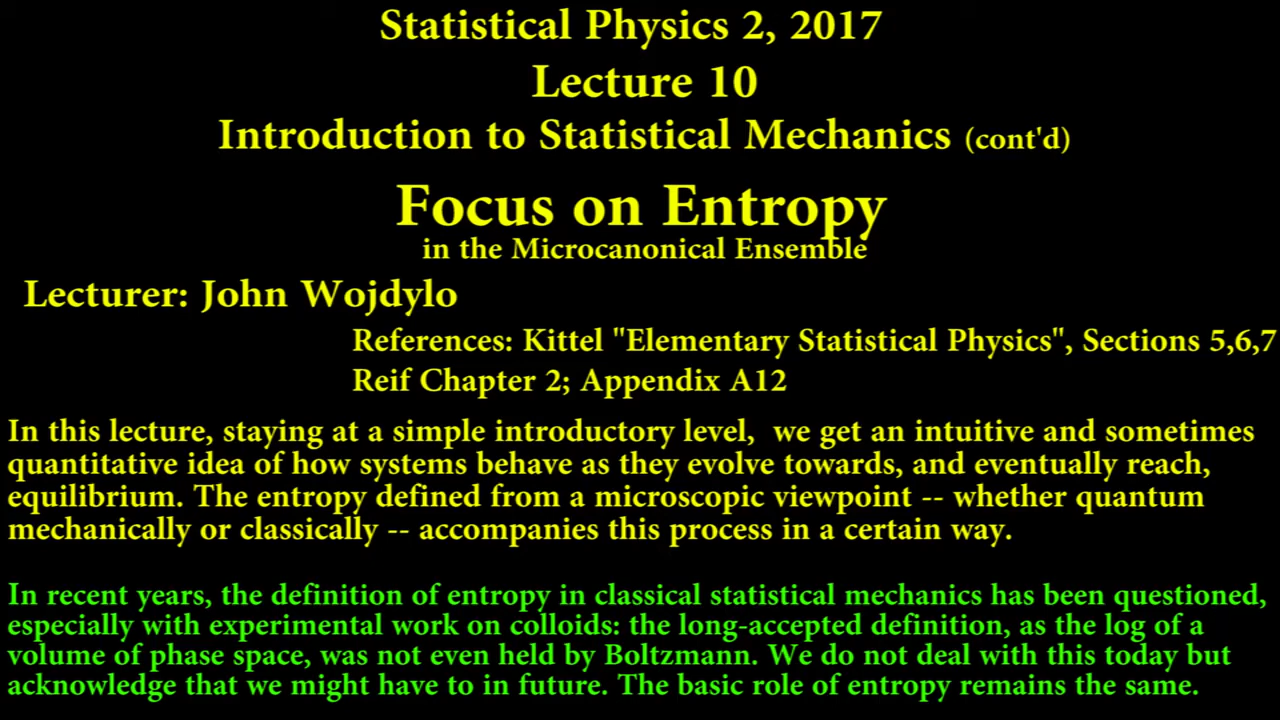 Statistical Physics 2, 2017
Lecture 10
Introduction to Statistical Mechanics (cont'd)
Focus on Entropy
in the Microcanonical Ensemble
Lecturer: John Wojdylo
References: Kittel "Elementary Statistical Physics", Sections 5,6,7
Reif Chapter 2; Appendix A12
In this lecture, staying at a simple introductory level, we get an intuitive and sometimes
quantitative idea of how systems behave as they evolve towards, and eventually reach,
equilibrium. The entropy defined from a microscopic viewpoint -- whether quantum
mechanically or classically -- accompanies this process in a certain way.
In recent years, the definition of entropy in classical statistical mechanics has been questioned,
especially with experimental work on colloids: the long-accepted definition, as the log of a
volume of phase space, was not even held by Boltzmann. We do not deal with this today but
acknowledge that we might have to in future. The basic role of entropy remains the same.